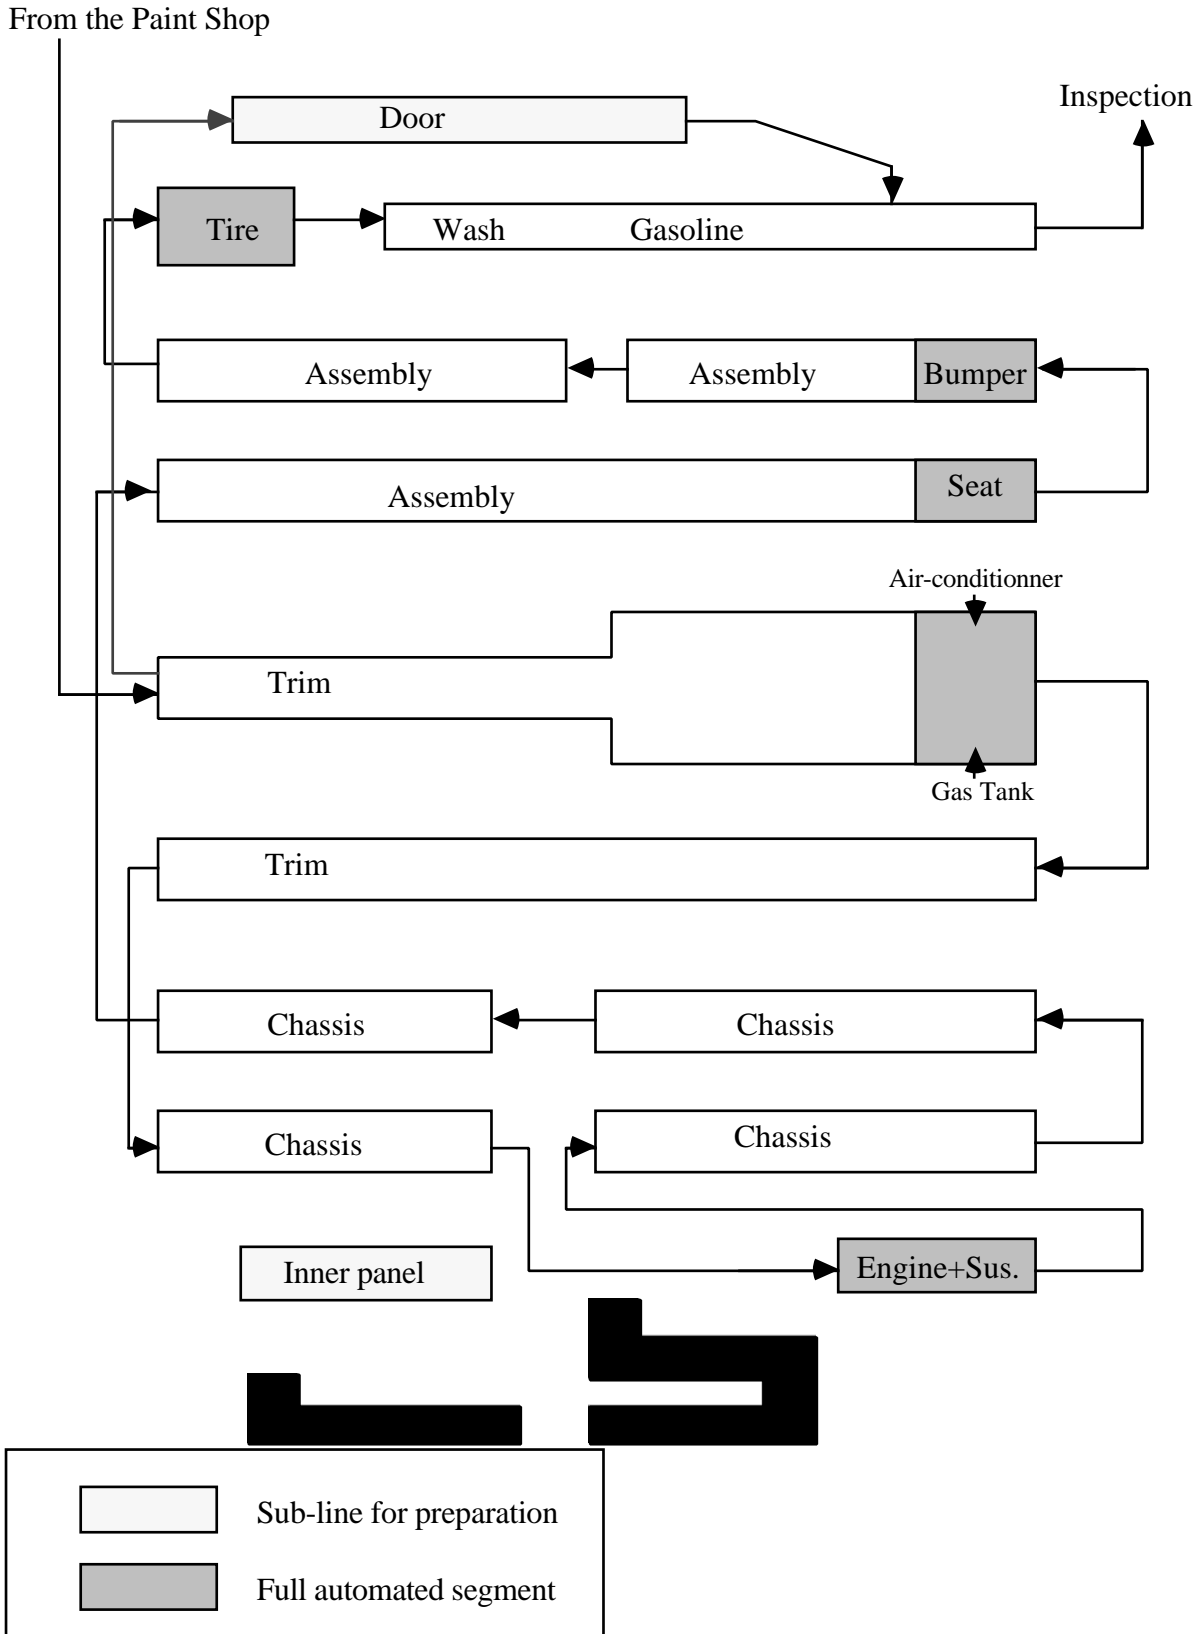 From the Paint Shop
Inspection
Door
Tire
Wash Gasoline
Assembly Assembly Bumper
Assembly Seat
Air-conditionner
Trim
Gas Tank
Trim
Chassis Chassis
Chassis Chassis
Inner panel Engine+Sus.
Sub-line for preparation
Full automated segment